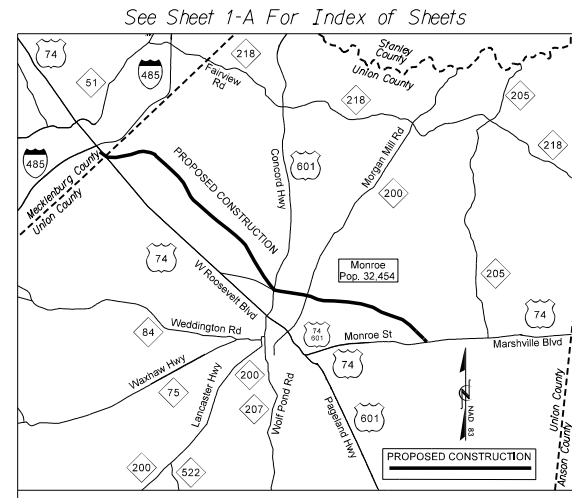 See Sheet 1-A For Index of Sheets
74
218
Stanley
County
Union County
51
485
Fairview
Rd
205
218
601
Concord Hwy
Morgan Mill Rd
200
218
485
Mecklenburg County
Union County
PROPOSED CONSTRUCTION
Monroe
Pop. 32,454
74
W Roosevelt Blvd
205
74
84
Weddington Rd
74
601
Monroe St
Marshville Blvd
Waxhaw Hwy
75
Lancaster Hwy
200
207
Wolf Pond Rd
74
Pageland Hwy
601
NAD 83
Union County
Anson County
200
522
PROPOSED CONSTRUCTION